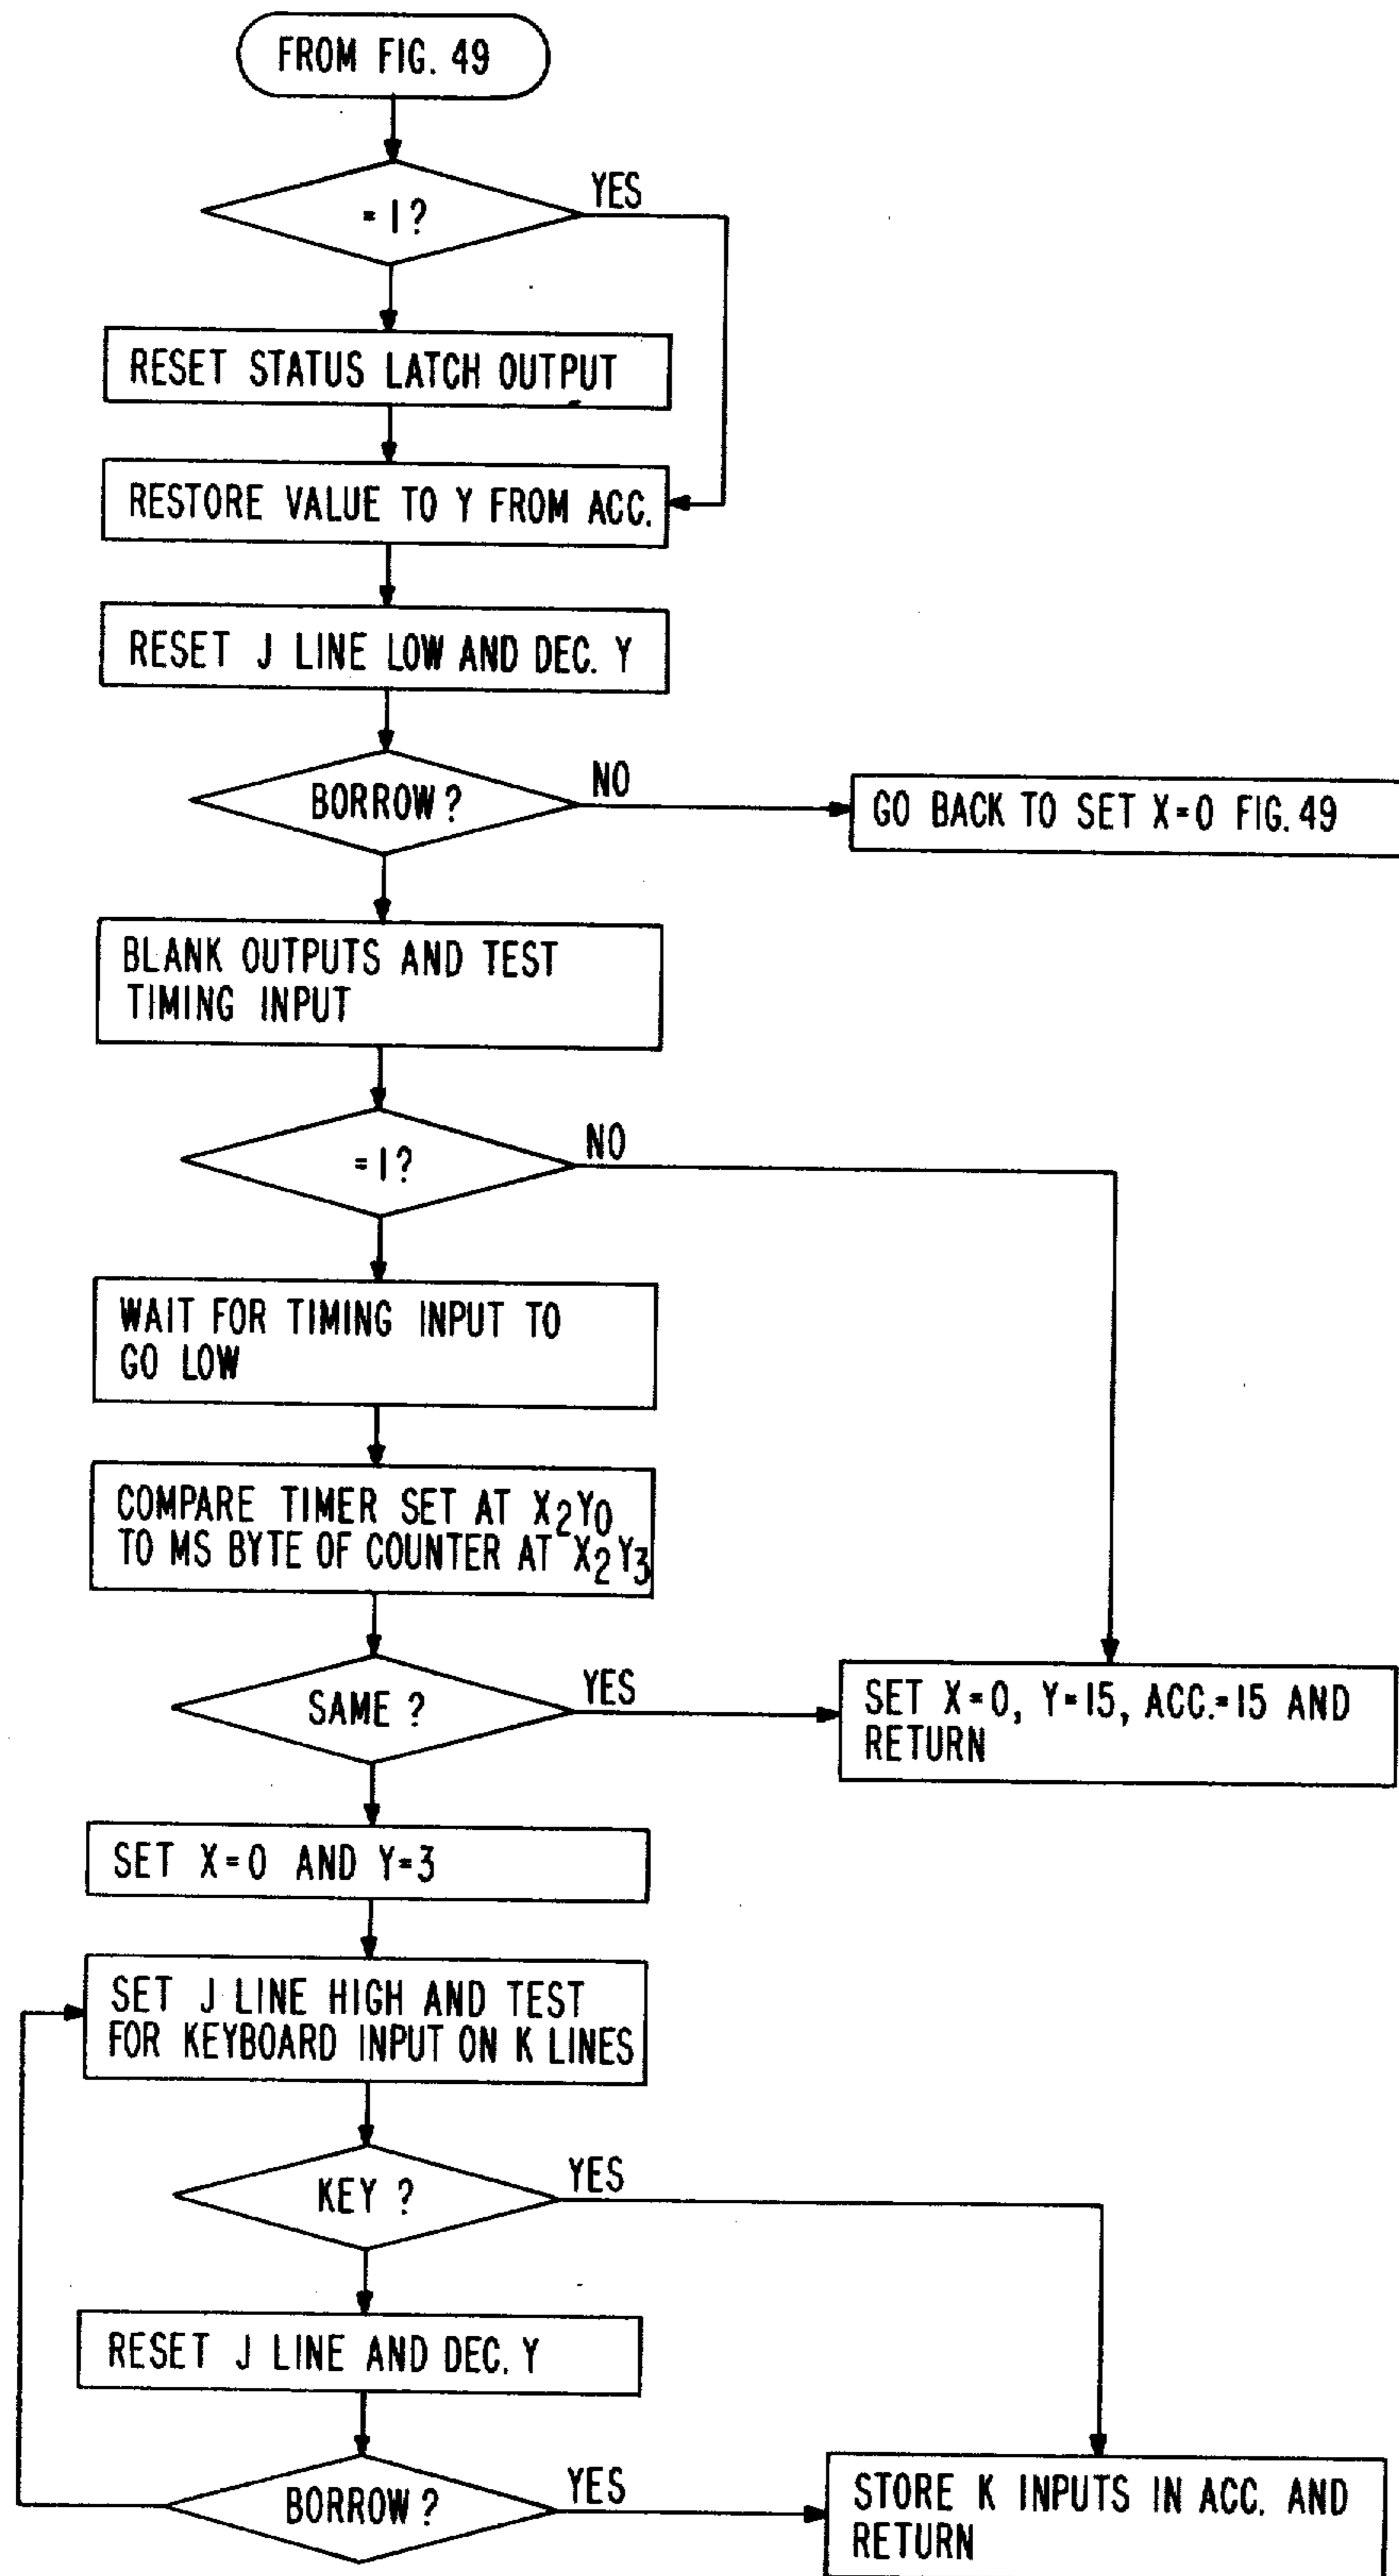 FROM FIG. 49
= 1?
YES
RESET STATUS LATCH OUTPUT
RESTORE VALUE TO Y FROM ACC.
RESET J LINE LOW AND DEC. Y
BORROW?
NO
GO BACK TO SET X=0 FIG. 49
BLANK OUTPUTS AND TEST
TIMING INPUT
= 1?
NO
WAIT FOR TIMING INPUT TO
GO LOW
COMPARE TIMER SET AT X2Y0
TO MS BYTE OF COUNTER AT X2Y3
SAME ?
YES
SET X=0, Y=15, ACC.=15 AND
RETURN
SET X=0 AND Y=3
SET J LINE HIGH AND TEST
FOR KEYBOARD INPUT ON K LINES
KEY ?
YES
RESET J LINE AND DEC. Y
BORROW?
YES
STORE K INPUTS IN ACC. AND
RETURN